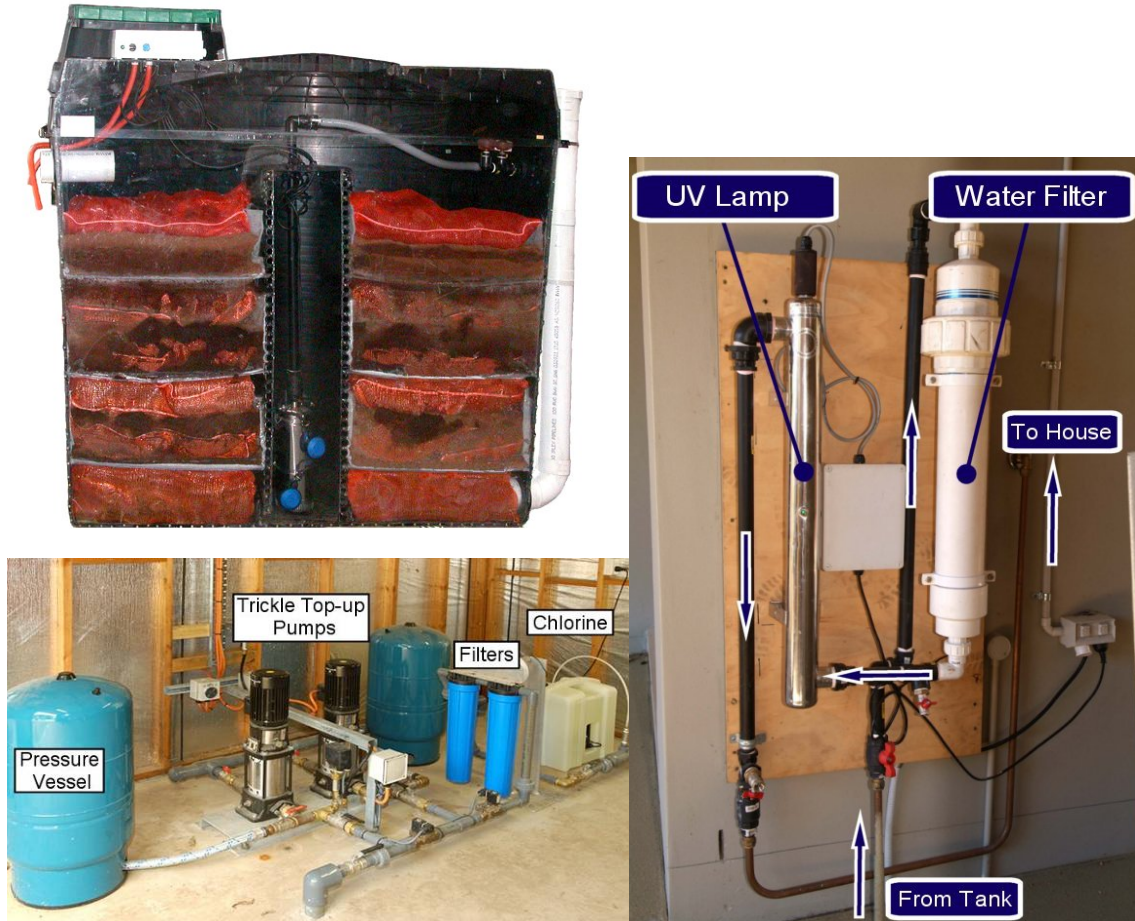 UV Lamp
Water Filter
To House
From Tank
Trickle Top-up
Pumps
Chlorine
Filters
Pressure
Vessel